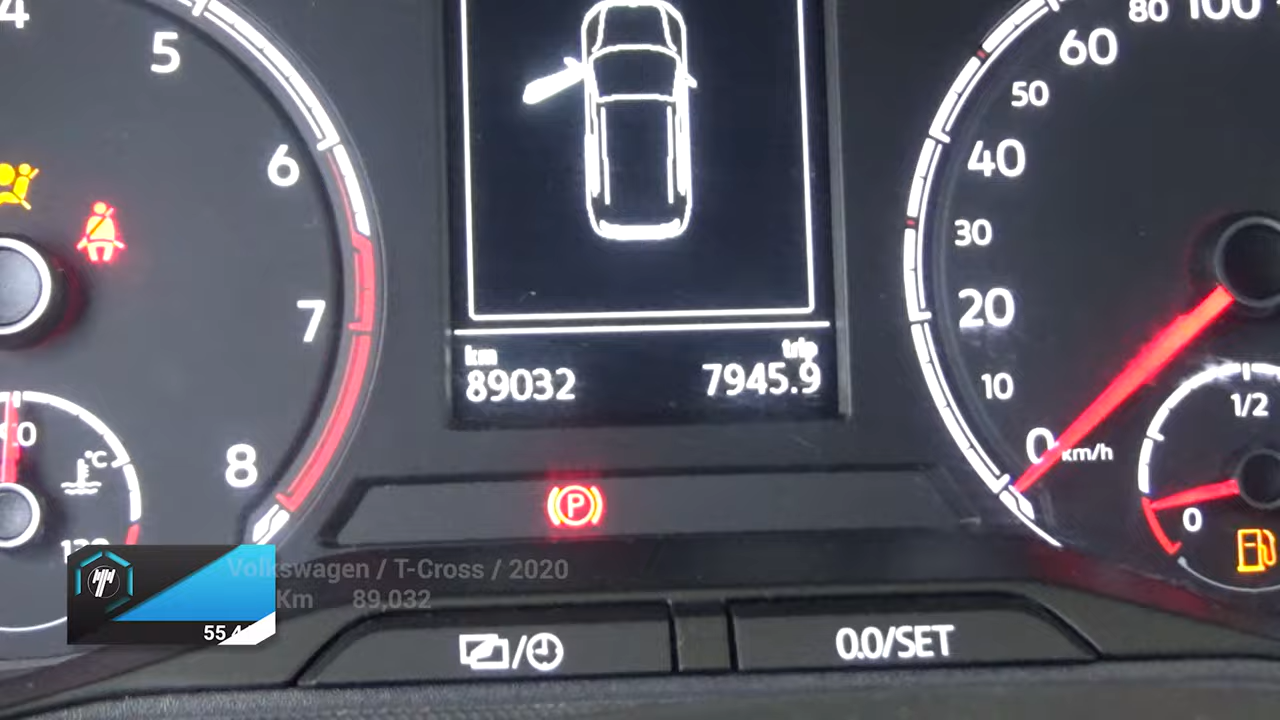 4
5
6
7
8
°C
km
trip
89032
7945.9
80
100
60
50
40
30
20
10
0
km/h
1/2
0
P
Volkswagen / T-Cross / 2020
Km 89,032
/
0.0/SET